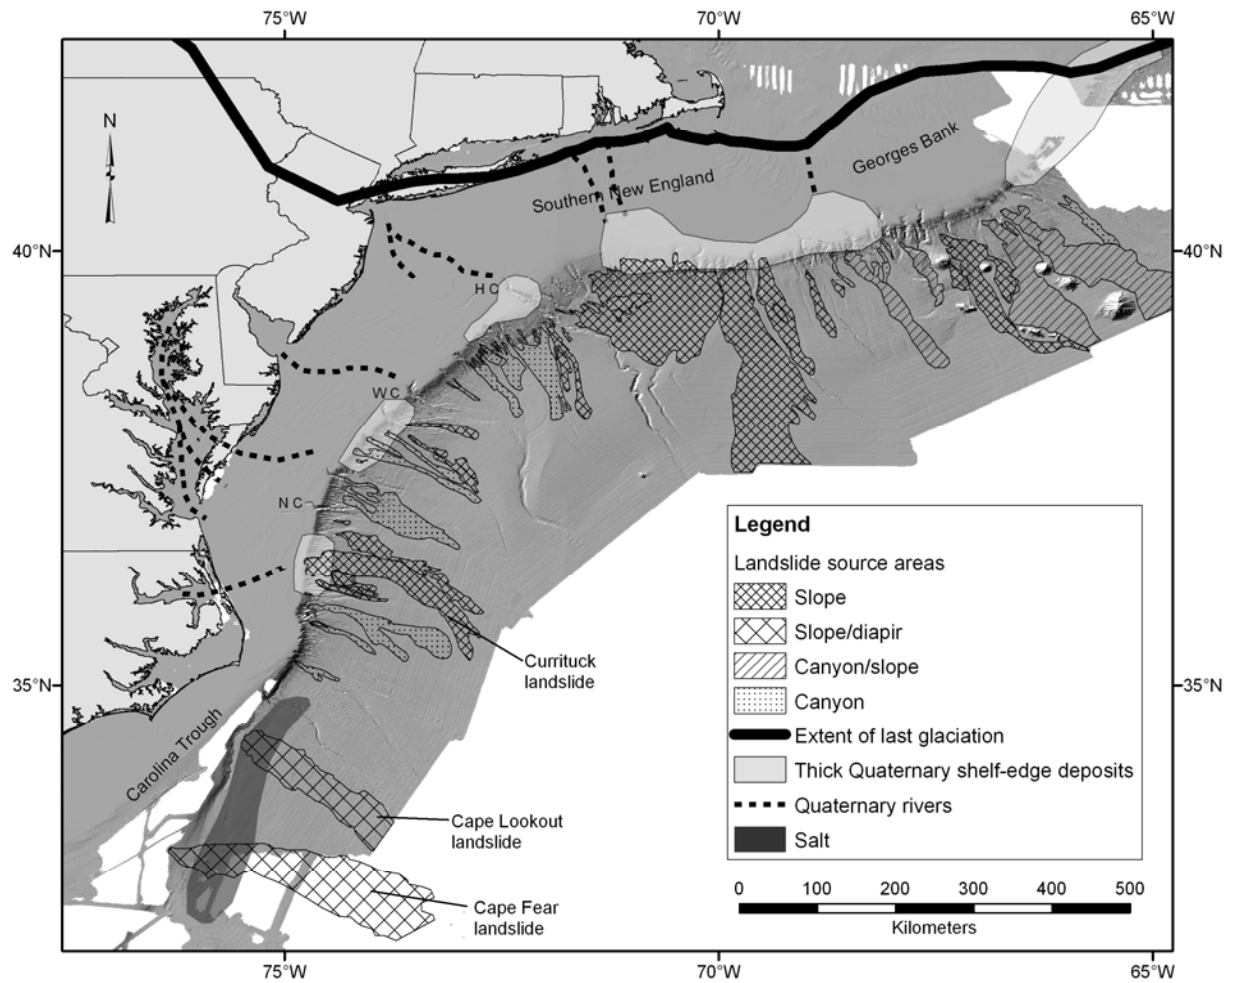 75°W
70°W
65°W
N
Georges Bank
Southern New England
40°N
40°N
H C
W C
N C
Legend
Landslide source areas
Slope
Slope/diapir
Canyon/slope
Canyon
Extent of last glaciation
Thick Quaternary shelf-edge deposits
Quaternary rivers
Salt
Currituck
landslide
35°N
35°N
Carolina Trough
Cape Lookout
landslide
Cape Fear
landslide
0 100 200 300 400 500
Kilometers
75°W
70°W
65°W